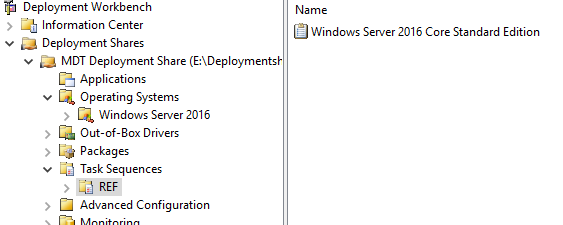 Deployment Workbench
Information Center
Deployment Shares
MDT Deployment Share (E:\Deploymentsh
Applications
Operating Systems
Windows Server 2016
Out-of-Box Drivers
Packages
Task Sequences
REF
Advanced Configuration
Monitoring
Name
Windows Server 2016 Core Standard Edition